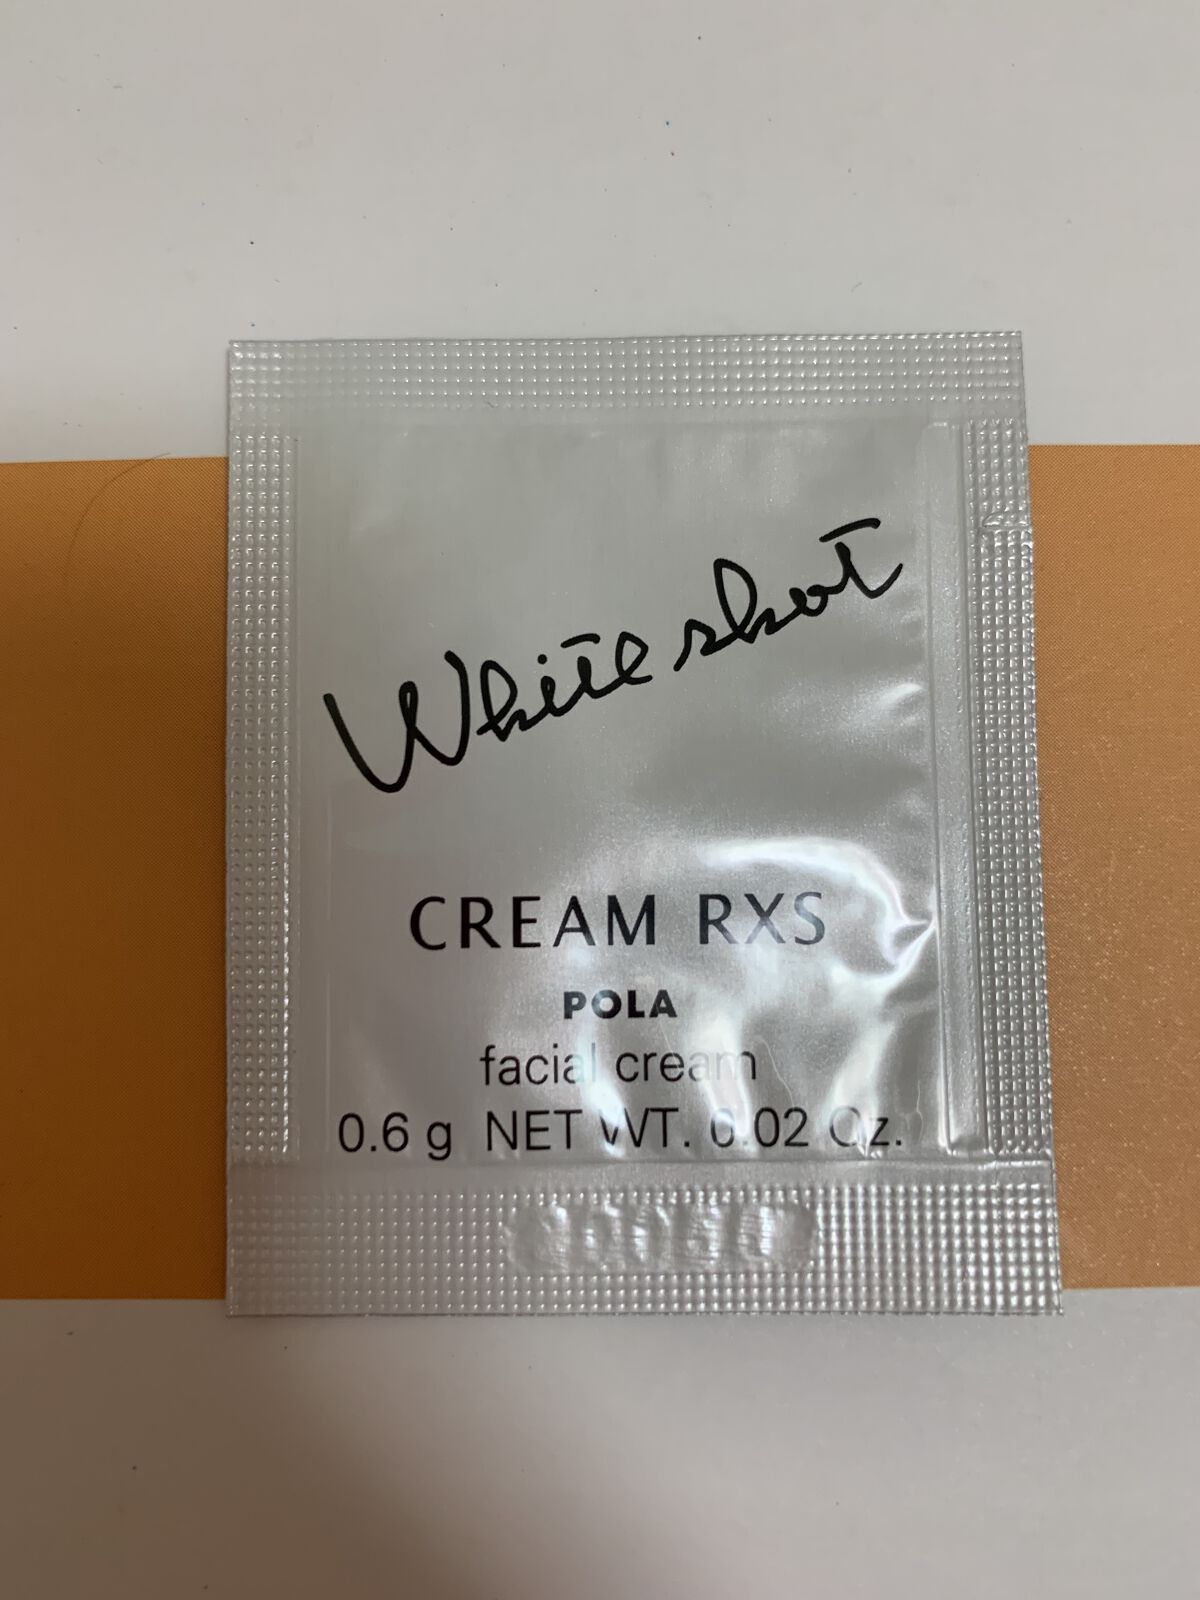 White shot
CREAM RXS
POLA
facial cream
0.6 g NET WT. 0.02 Oz.